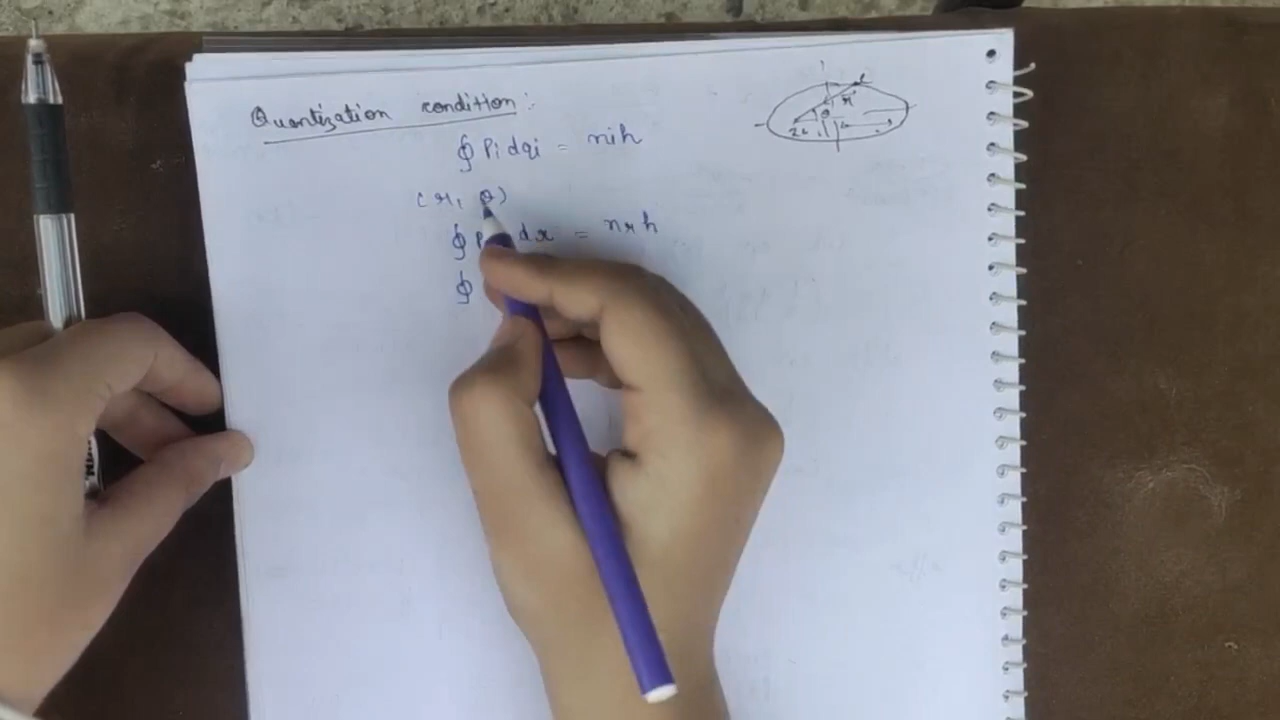 Quantization condition :
∮ Pi dqi = nih
(r, θ)
∮ P dr = nr h
∮
r
θ